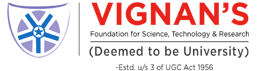 VIGNAN'S
Foundation for Science, Technology & Research
(Deemed to be University)
-Estd. u/s 3 of UGC Act 1956